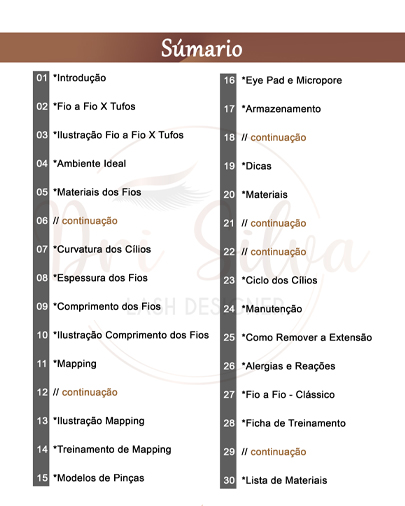 Súmario
01 *Introdução
02 *Fio a Fio X Tufos
03 *Ilustração Fio a Fio X Tufos
04 *Ambiente Ideal
05 *Materiais dos Fios
06 // continuação
07 *Curvatura dos Cílios
08 *Espessura dos Fios
09 *Comprimento dos Fios
10 *Ilustração Comprimento dos Fios
11 *Mapping
12 // continuação
13 *Ilustração Mapping
14 *Treinamento de Mapping
15 *Modelos de Pinças
16 *Eye Pad e Micropore
17 *Armazenamento
18 // continuação
19 *Dicas
20 *Materiais
21 // continuação
22 // continuação
23 *Ciclo dos Cílios
24 *Manutenção
25 *Como Remover a Extensão
26 *Alergias e Reações
27 *Fio a Fio - Clássico
28 *Ficha de Treinamento
29 // continuação
30 *Lista de Materiais
Silva
LASH DESIGNER